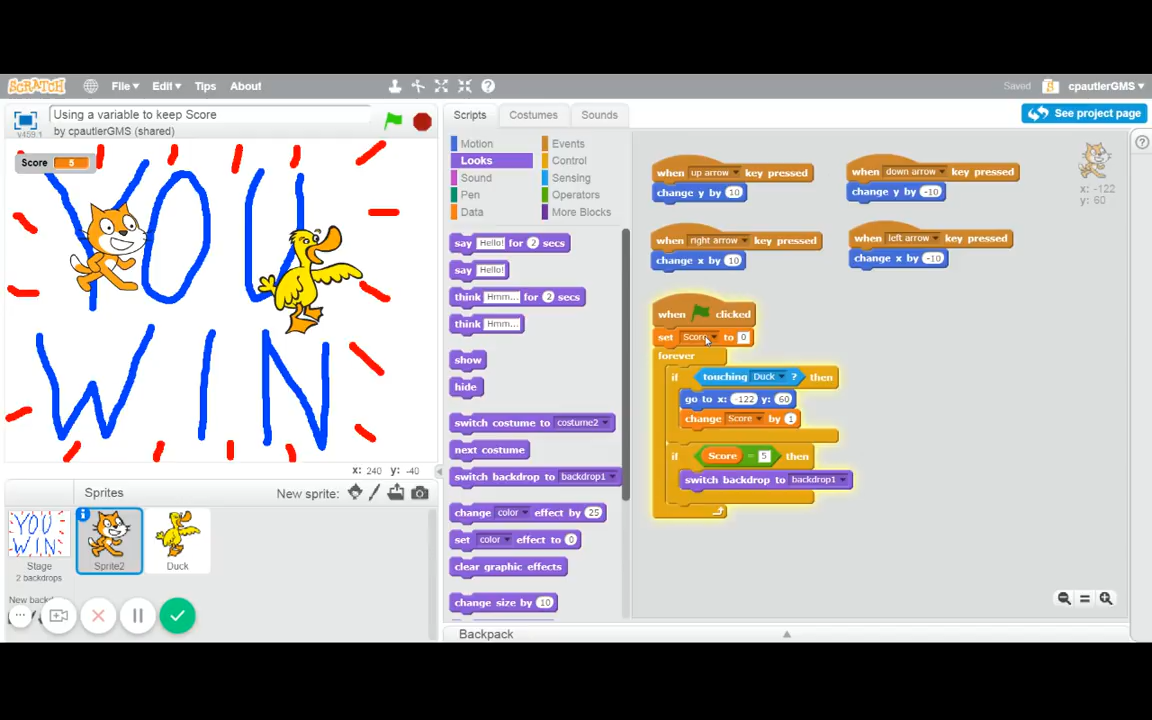 SCRATCH File Edit Tips About Saved cpautlerGMS
Using a variable to keep Score
by cpautlerGMS (shared)
v459.1
See project page
Scripts Costumes Sounds
Motion Events
Looks Control
Sound Sensing
Pen Operators
Data More Blocks
Score 5
YOU
WIN
x: 240 y: -40
say Hello! for 2 secs
say Hello!
think Hmm... for 2 secs
think Hmm...
show
hide
switch costume to costume2
next costume
switch backdrop to backdrop1
change color effect by 25
set color effect to 0
clear graphic effects
change size by 10
when up arrow key pressed
change y by 10
when down arrow key pressed
change y by -10
when right arrow key pressed
change x by 10
when left arrow key pressed
change x by -10
when clicked
set Score to 0
forever
if touching Duck ? then
go to x: -122 y: 60
change Score by 1
if Score = 5 then
switch backdrop to backdrop1
x: -122
y: 60
Sprites New sprite:
YOU
WIN
Stage
2 backdrops
Sprite2
Duck
New back
Backpack